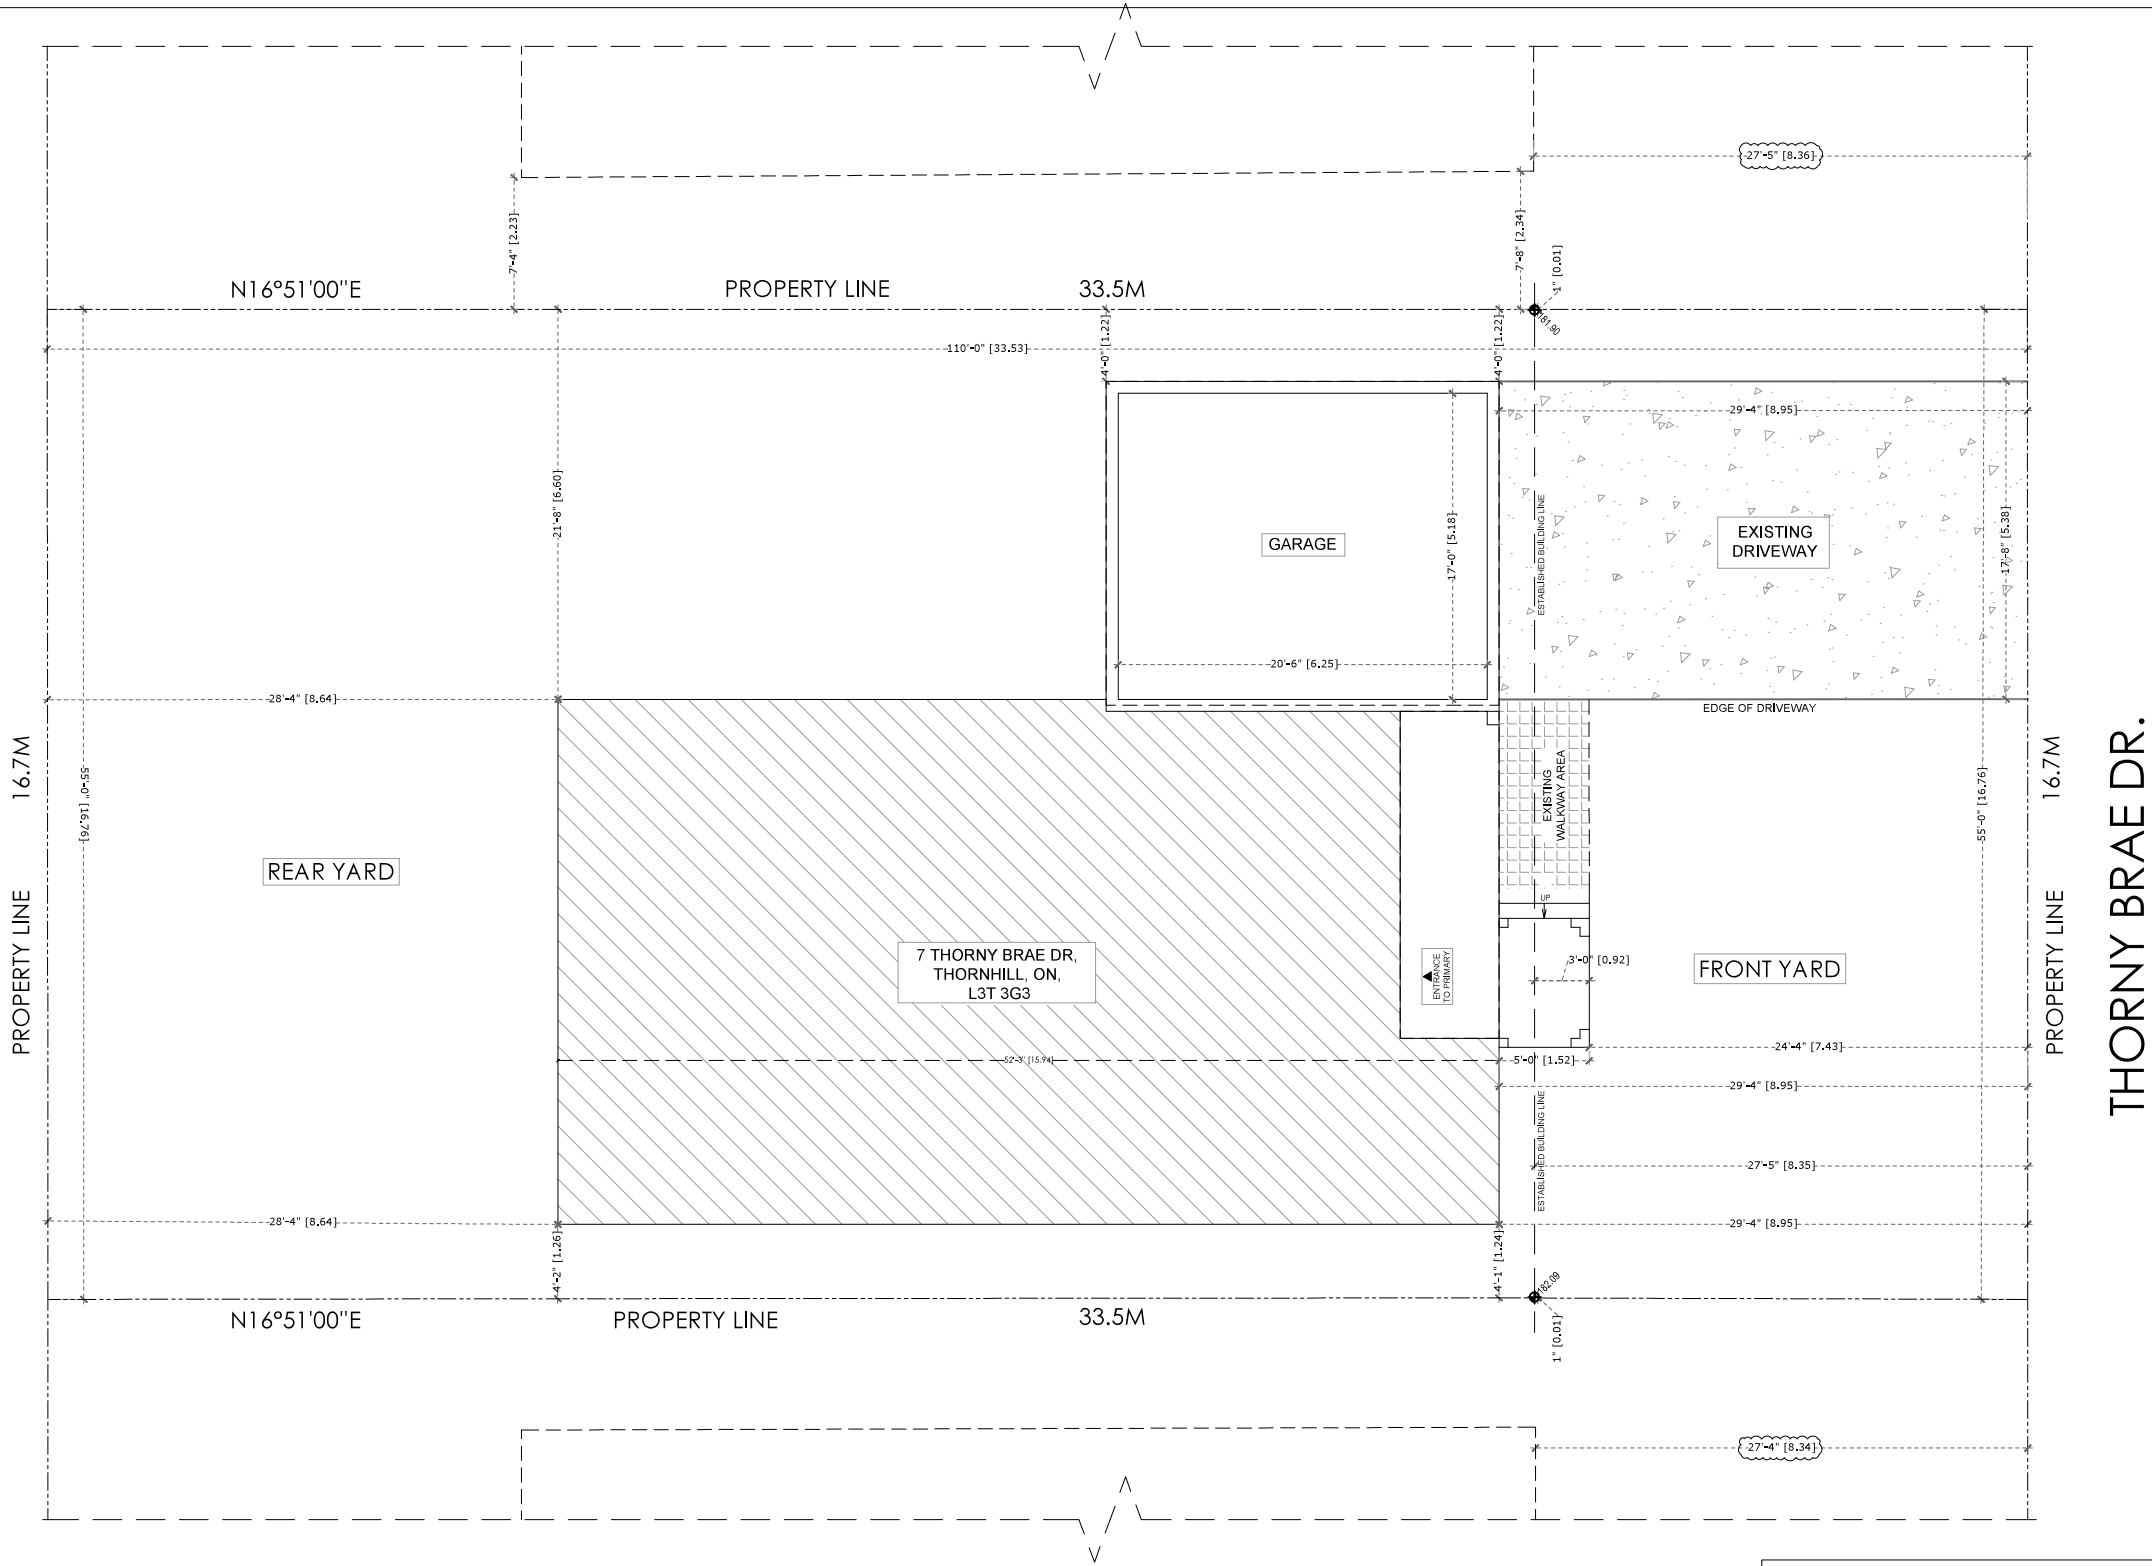 27'-5" [8.36]
7'-4" [2.23]
7'-8" [2.34]
1" [0.01]
N16°51'00"E
PROPERTY LINE
33.5M
181.90
4'-0" [1.22]
4'-0" [1.22]
110'-0" [33.53]
29'-4" [8.95]
21'-8" [6.60]
17'-0" [5.18]
ESTABLISHED BUILDING LINE
EXISTING
DRIVEWAY
17'-8" [5.38]
GARAGE
20'-6" [6.25]
28'-4" [8.64]
EDGE OF DRIVEWAY
16.7M
PROPERTY LINE
55'-0" [16.76]
EXISTING
WALKWAY AREA
55'-0" [16.76]
16.7M
PROPERTY LINE
THORNY BRAE DR.
REAR YARD
UP
7 THORNY BRAE DR,
THORNHILL, ON,
L3T 3G3
ENTRANCE
TO PRIMARY
3'-0" [0.92]
FRONT YARD
52'-3" [15.94]
5'-0" [1.52]
24'-4" [7.43]
29'-4" [8.95]
ESTABLISHED BUILDING LINE
27'-5" [8.35]
28'-4" [8.64]
29'-4" [8.95]
4'-2" [1.26]
4'-1" [1.24]
182.09
N16°51'00"E
PROPERTY LINE
33.5M
1" [0.01]
27'-4" [8.34]